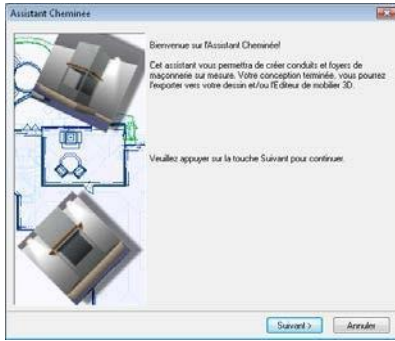 Assistant Cheminee
Bienvenue sur l'Assistant Cheminée!
Cet assistant vous permettra de créer conduits et foyers de
maçonnerie sur mesure. Votre conception terminée, vous pourrez
l'exporter vers votre dessin et/ou l'Éditeur de mobilier 3D.
Veuillez appuyer sur la touche Suivant pour continuer.
Suivant >
Annuler